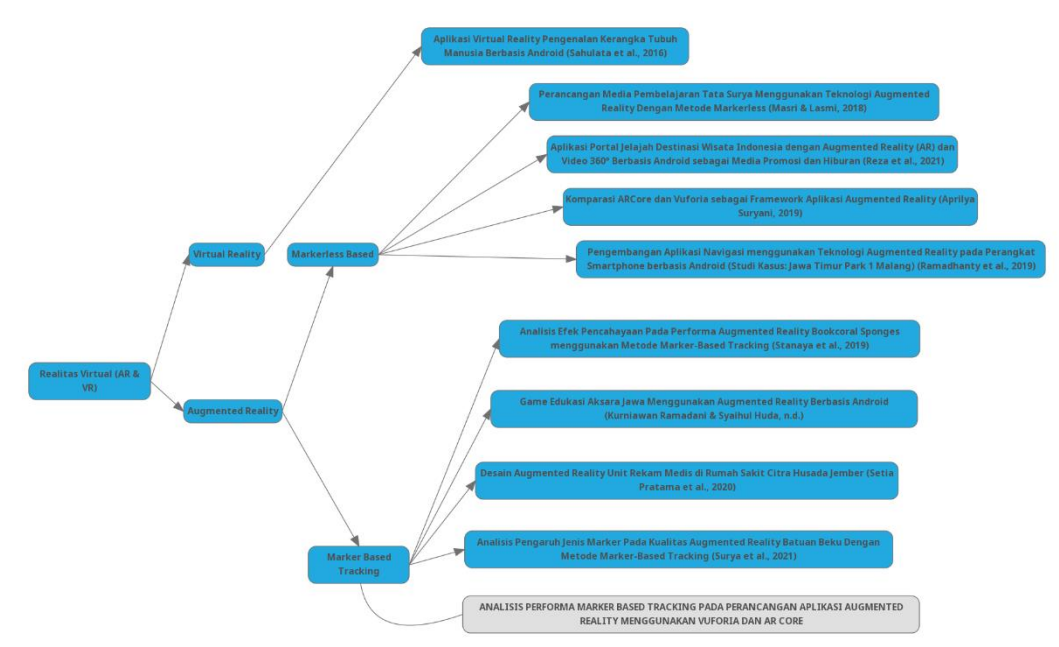 Aplikasi Virtual Reality Pengenalan Kerangka Tubuh
Manusia Berbasis Android (Sahulata et al., 2016)
Perancangan Media Pembelajaran Tata Surya Menggunakan Teknologi Augmented
Reality Dengan Metode Markerless (Masri & Lasmi, 2018)
Aplikasi Portal Jelajah Destinasi Wisata Indonesia dengan Augmented Reality (AR) dan
Video 360° Berbasis Android sebagai Media Promosi dan Hiburan (Reza et al., 2021)
Komparasi ARCore dan Vuforia sebagai Framework Aplikasi Augmented Reality (Aprilya
Suryani, 2019)
Virtual Reality
Markerless Based
Pengembangan Aplikasi Navigasi menggunakan Teknologi Augmented Reality pada Perangkat
Smartphone berbasis Android (Studi Kasus: Jawa Timur Park 1 Malang) (Ramadhanty et al., 2019)
Analisis Efek Pencahayaan Pada Performa Augmented Reality Bookcoral Sponges
menggunakan Metode Marker-Based Tracking (Stanaya et al., 2019)
Realitas Virtual (AR &
VR)
Augmented Reality
Game Edukasi Aksara Jawa Menggunakan Augmented Reality Berbasis Android
(Kurniawan Ramadani & Syaihul Huda, n.d.)
Desain Augmented Reality Unit Rekam Medis di Rumah Sakit Citra Husada Jember (Setia
Pratama et al., 2020)
Marker Based
Tracking
Analisis Pengaruh Jenis Marker Pada Kualitas Augmented Reality Batuan Beku Dengan
Metode Marker-Based Tracking (Surya et al., 2021)
ANALISIS PERFORMA MARKER BASED TRACKING PADA PERANCANGAN APLIKASI AUGMENTED
REALITY MENGGUNAKAN VUFORIA DAN AR CORE